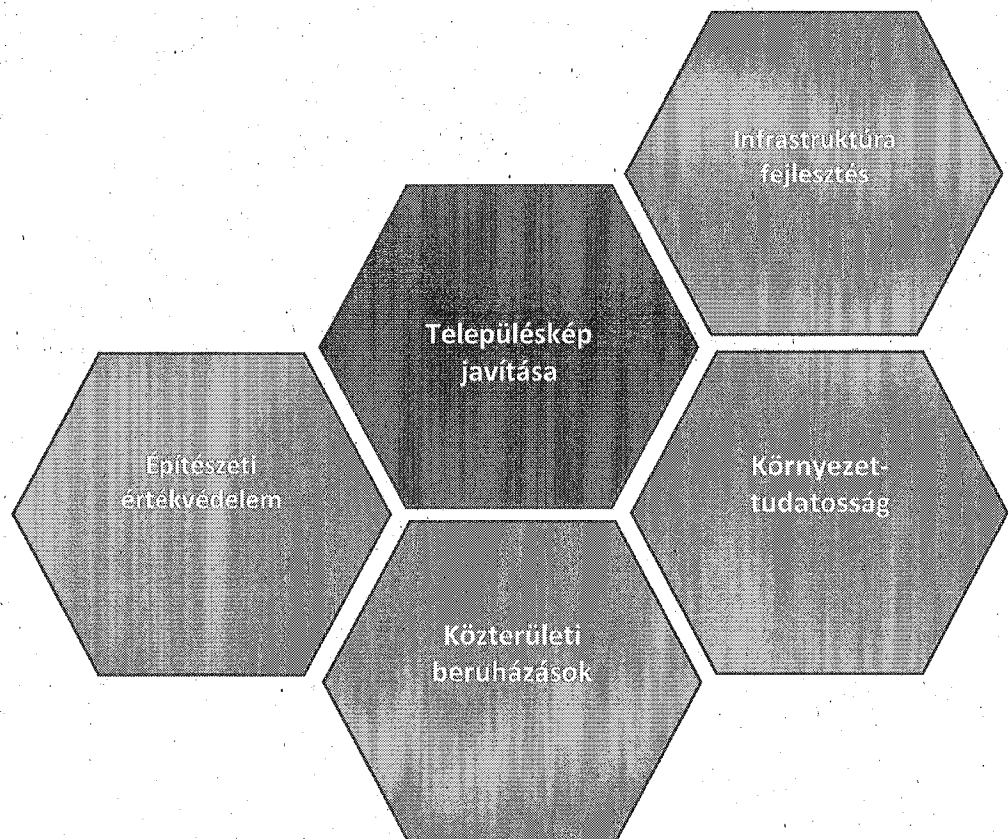 Infrastruktúra
fejlesztés
Településkép
javítása
Építészeti
értékvédelem
Környezet-
tudatosság
Közterületi
beruházások